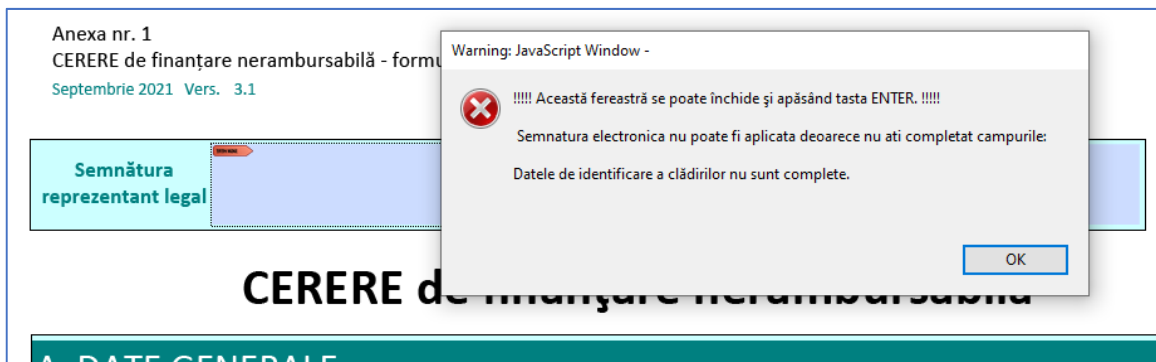 Anexa nr. 1
CERERE de finanțare nerambursabilă - formu
Septembrie 2021 Vers. 3.1
Semnătura
reprezentant legal
Warning: JavaScript Window -
!!!!! Această fereastră se poate închide şi apăsând tasta ENTER. !!!!!
Semnatura electronica nu poate fi aplicata deoarece nu ati completat campurile:
Datele de identificare a clădirilor nu sunt complete.
OK
CERERE de finanţare nerambursabilă
A. DATE GENERALE